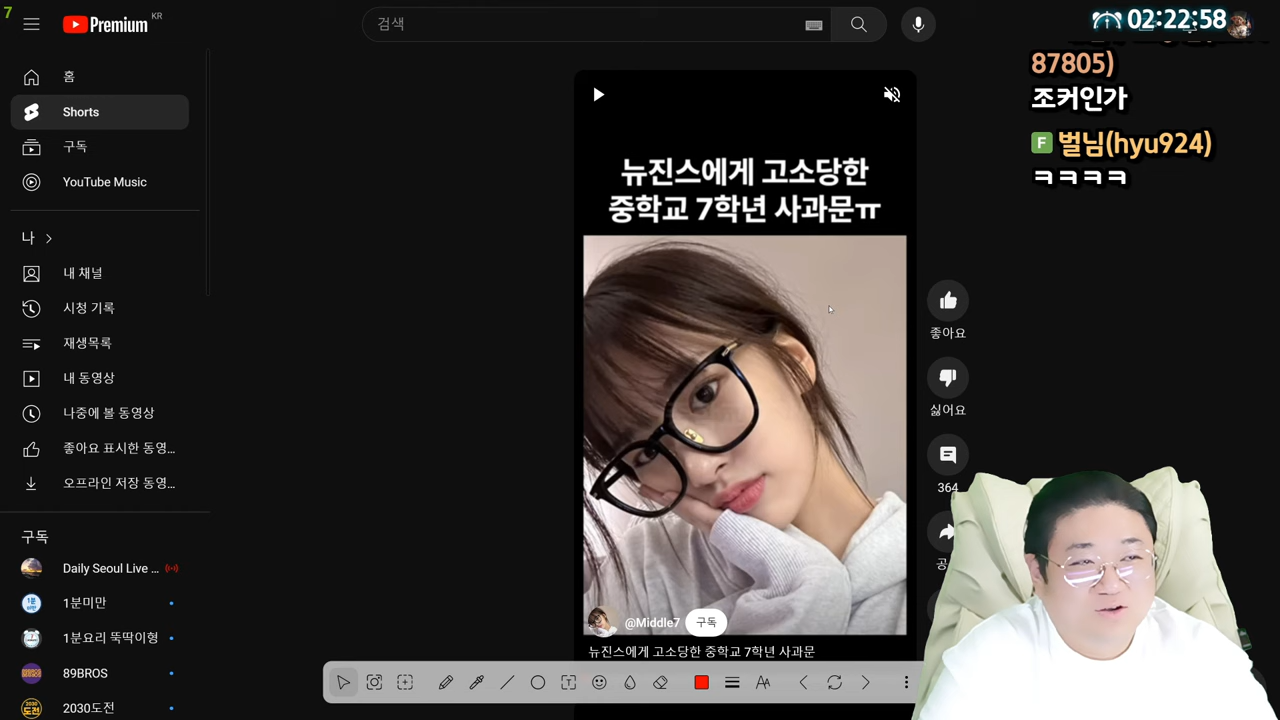 7
Premium KR
검색
02:22:58
87805)
조커인가
F 벌님(hyu924)
ㅋㅋㅋㅋ
홈
Shorts
구독
YouTube Music
나
내 채널
시청 기록
재생목록
내 동영상
나중에 볼 동영상
좋아요 표시한 동영...
오프라인 저장 동영...
구독
Daily Seoul Live ...
1분미만
1분요리 뚝딱이형
89BROS
2030도전
뉴진스에게 고소당한
중학교 7학년 사과문ㅠ
좋아요
싫어요
364
@Middle7 구독
뉴진스에게 고소당한 중학교 7학년 사과문